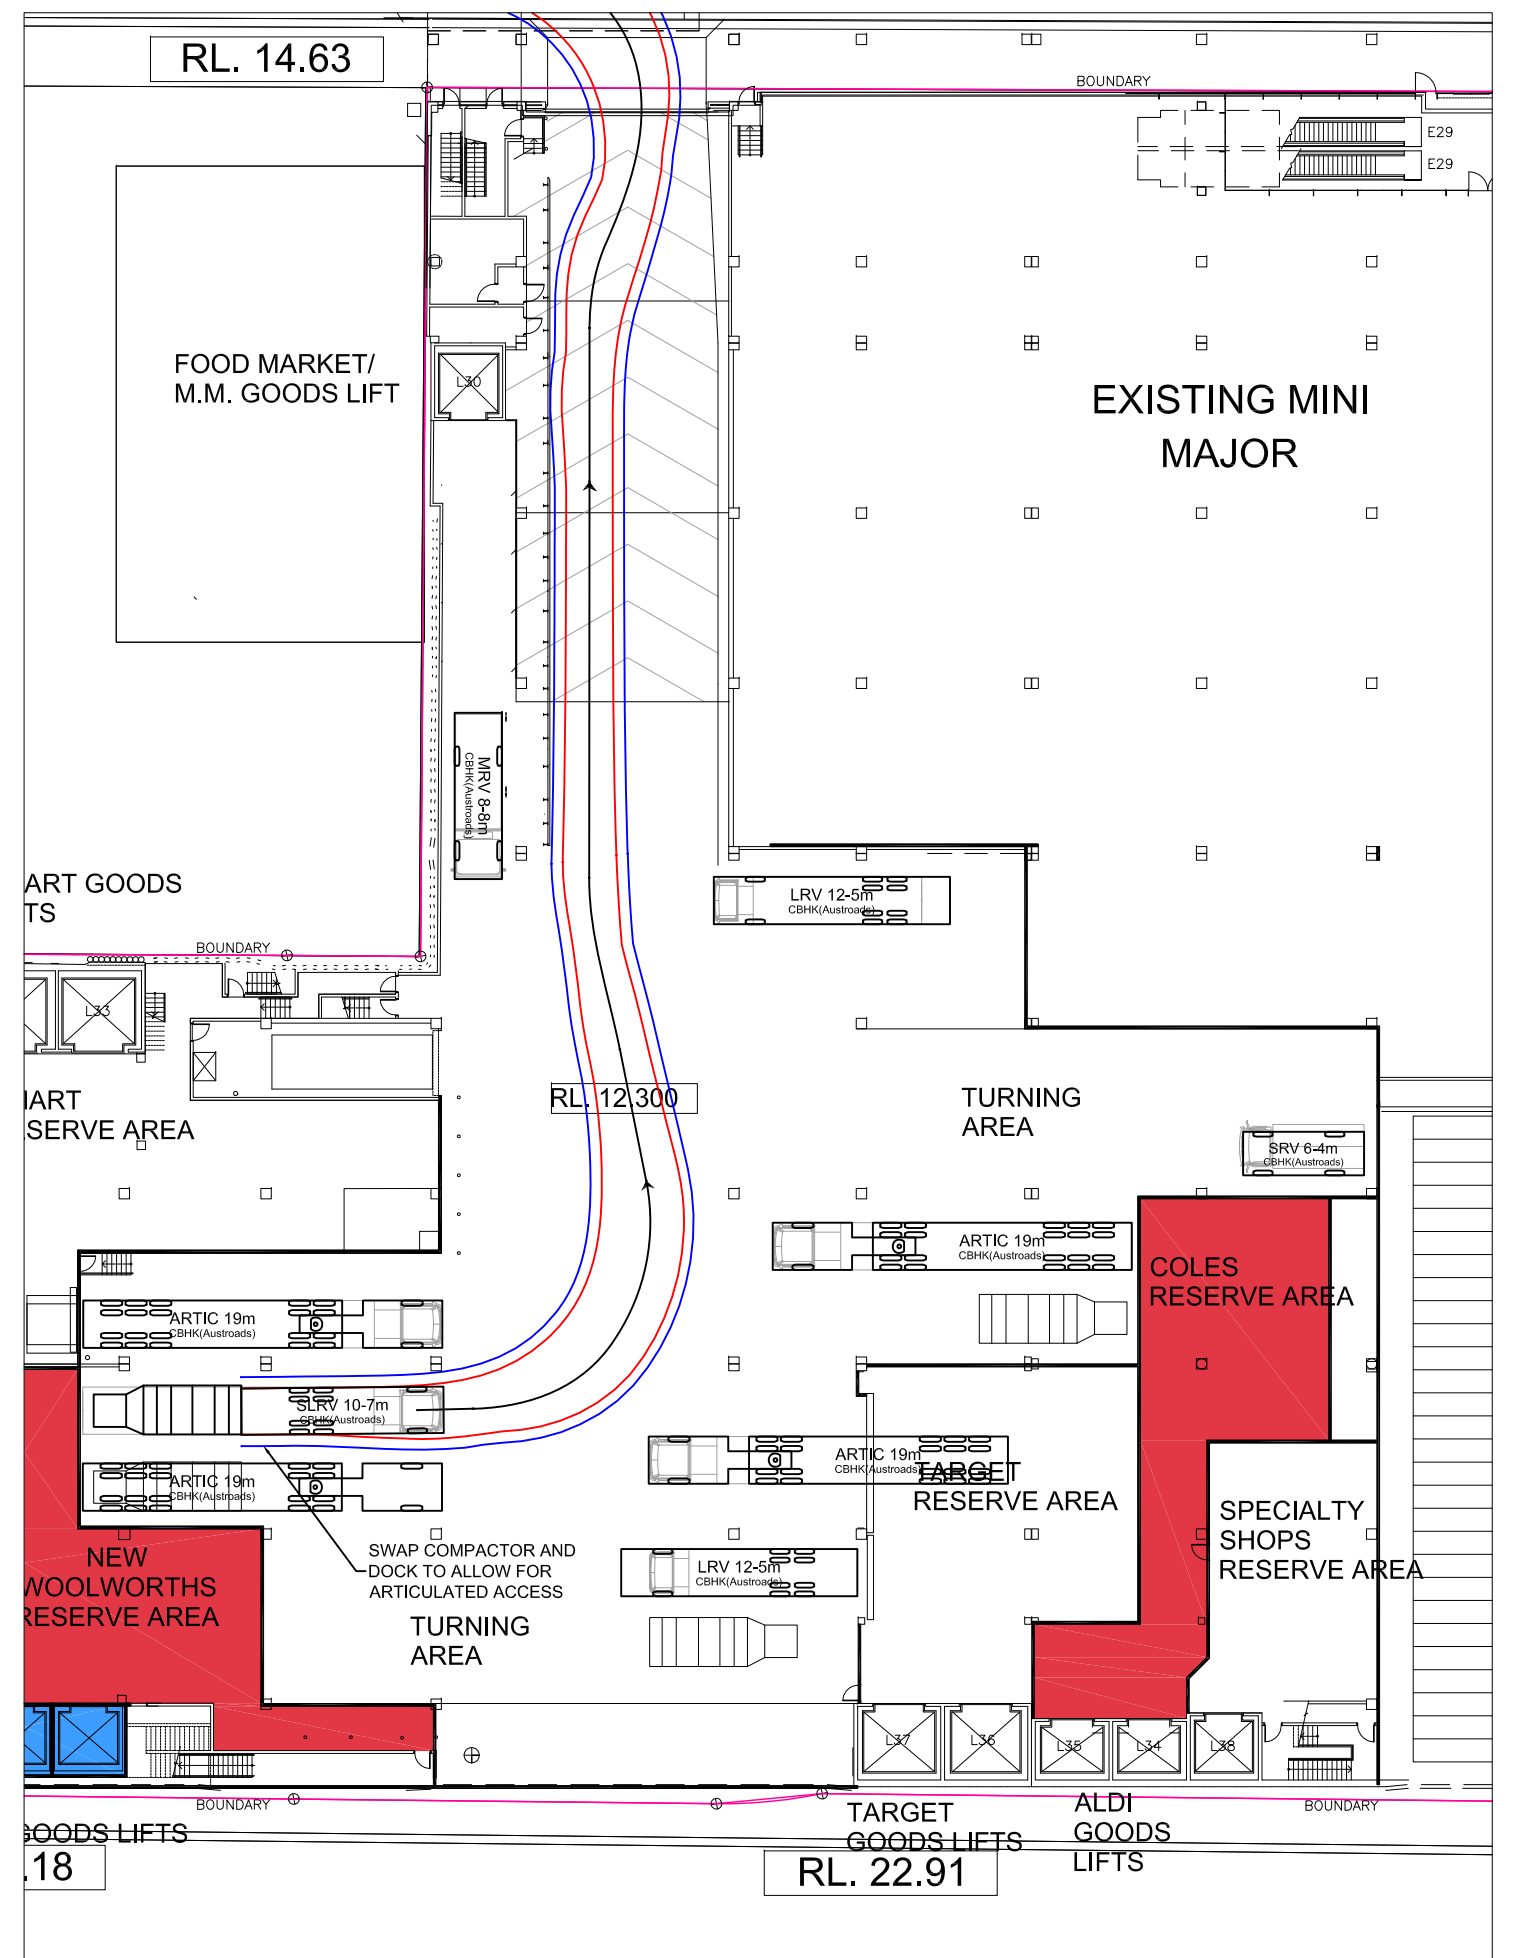 RL. 14.63
BOUNDARY
E29
E29
FOOD MARKET/
M.M. GOODS LIFT
L30
EXISTING MINI
MAJOR
MRV 8-8m
CBHK(Austroads)
ART GOODS
TS
LRV 12-5m
CBHK(Austroads)
BOUNDARY
L33
RL. 12.300
TURNING
AREA
IART
SERVE AREA
SRV 6-4m
CBHK(Austroads)
ARTIC 19m
CBHK(Austroads)
COLES
RESERVE AREA
ARTIC 19m
CBHK(Austroads)
SLRV 10-7m
CBHK(Austroads)
ARTIC 19m
CBHK(Austroads)
ARTIC 19m
CBHK(Austroads)
TARGET
RESERVE AREA
SPECIALTY
SHOPS
RESERVE AREA
NEW
WOOLWORTHS
RESERVE AREA
SWAP COMPACTOR AND
DOCK TO ALLOW FOR
ARTICULATED ACCESS
LRV 12-5m
CBHK(Austroads)
TURNING
AREA
L37
L36
L35
L34
L38
BOUNDARY
BOUNDARY
TARGET
GOODS LIFTS
ALDI
GOODS
LIFTS
GOODS LIFTS
.18
RL. 22.91